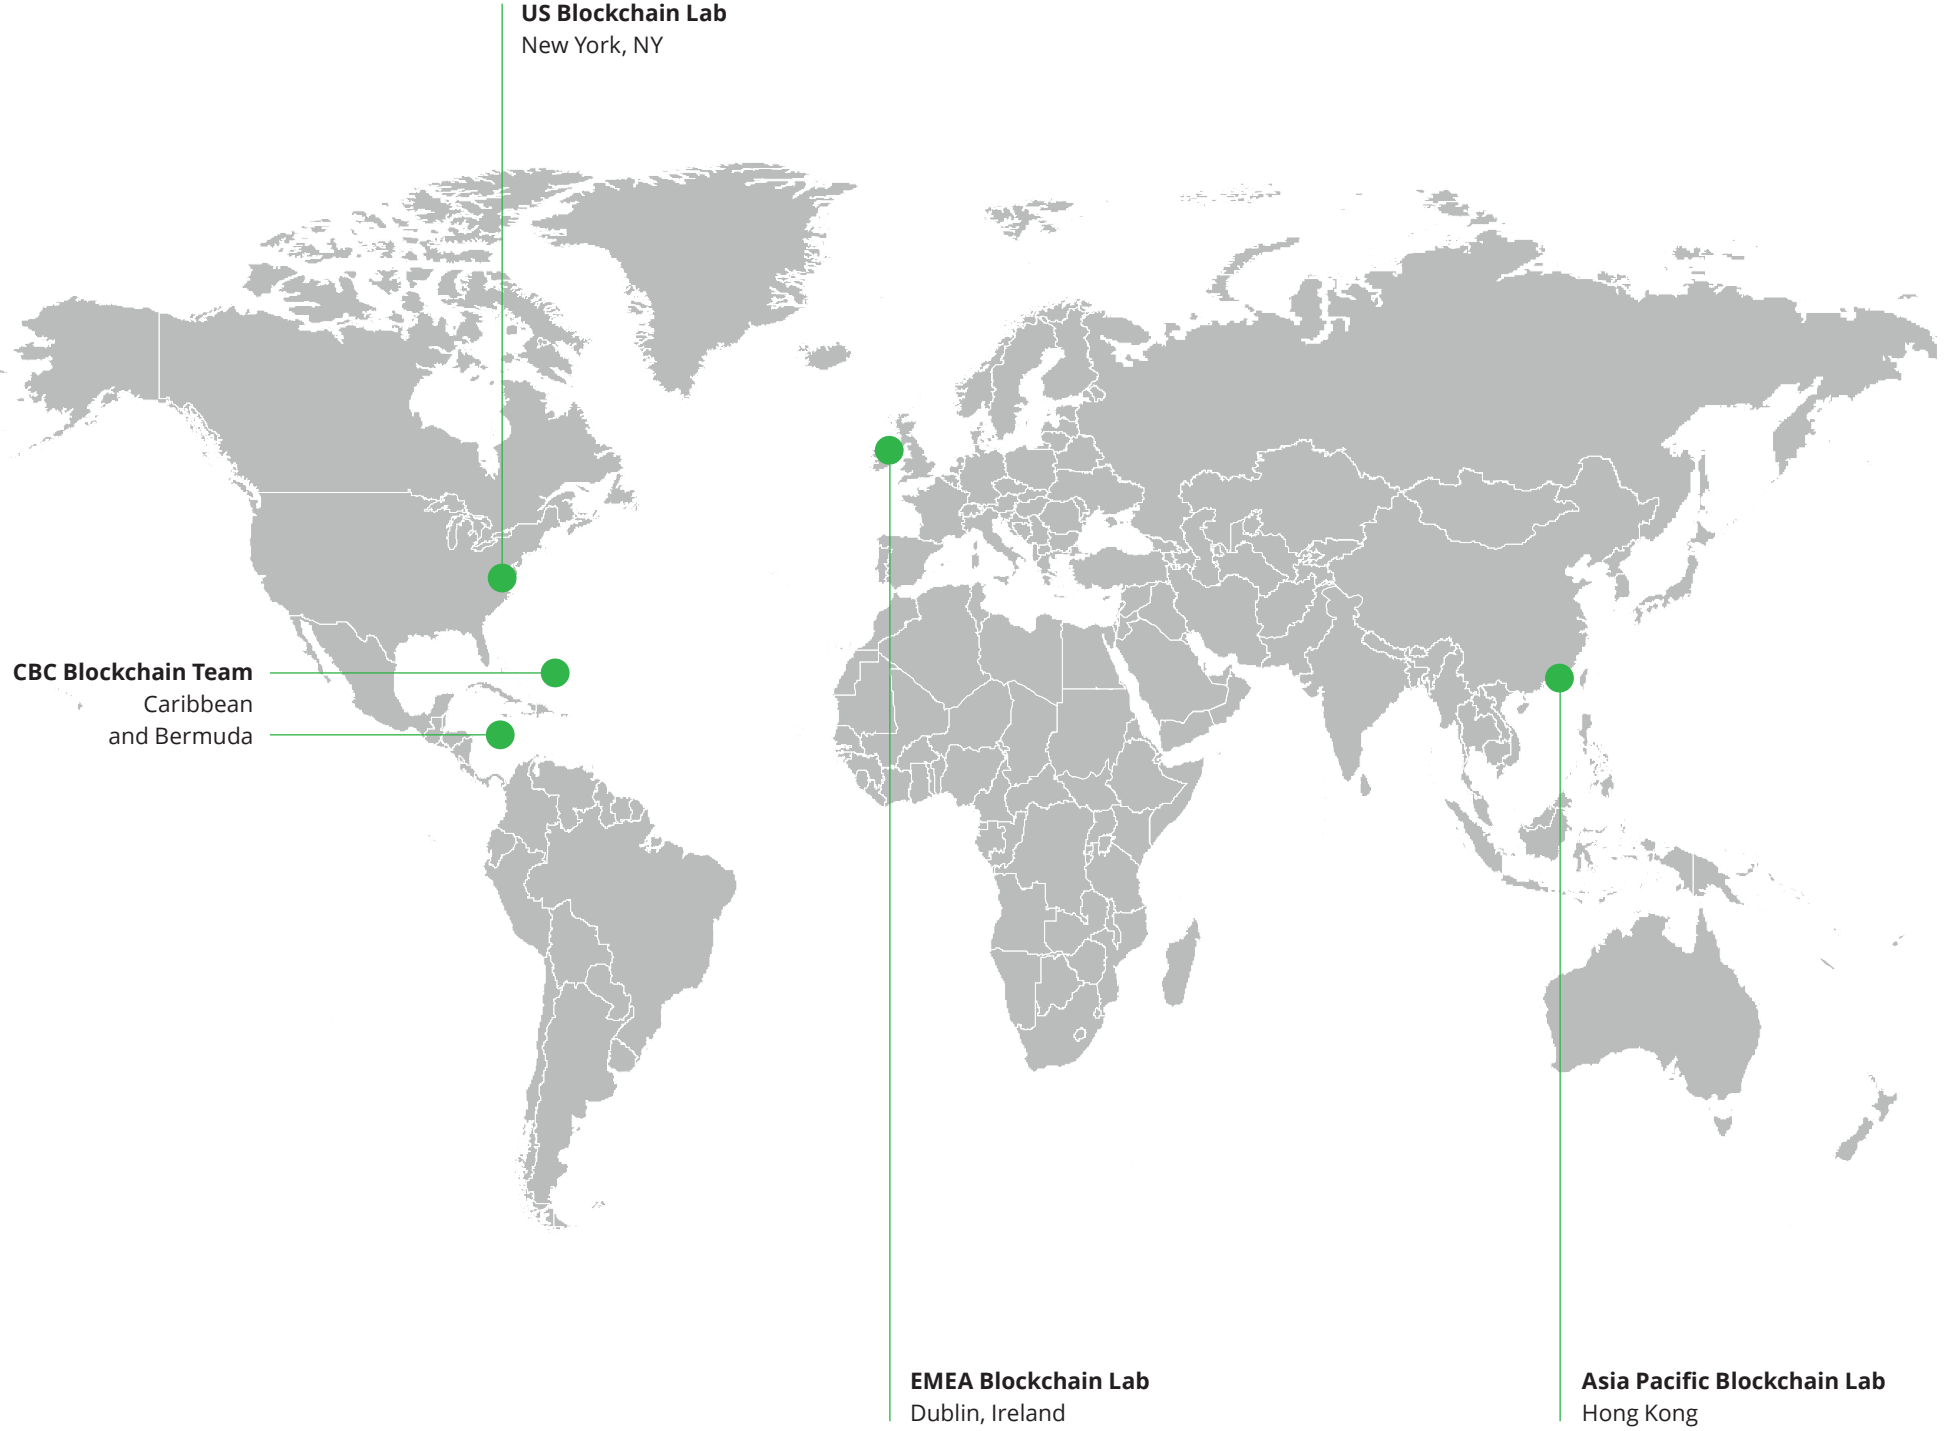 US Blockchain Lab
New York, NY
CBC Blockchain Team
Caribbean
and Bermuda
EMEA Blockchain Lab
Dublin, Ireland
Asia Pacific Blockchain Lab
Hong Kong